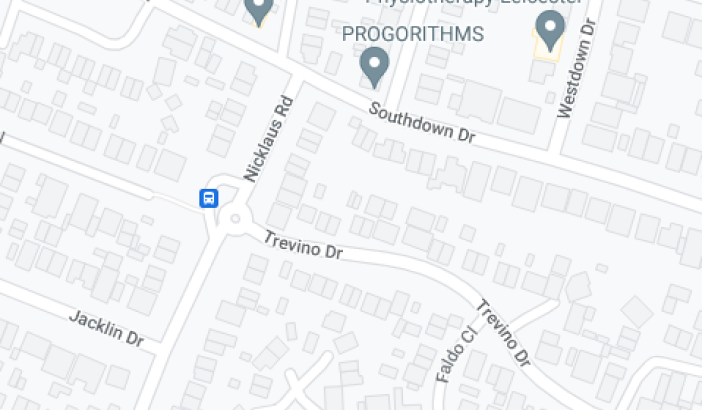 Physiotherapy Leicester
PROGORITHMS
Westdown Dr
Southdown Dr
Nicklaus Rd
Trevino Dr
Jacklin Dr
Trevino Dr
Faldo Cl